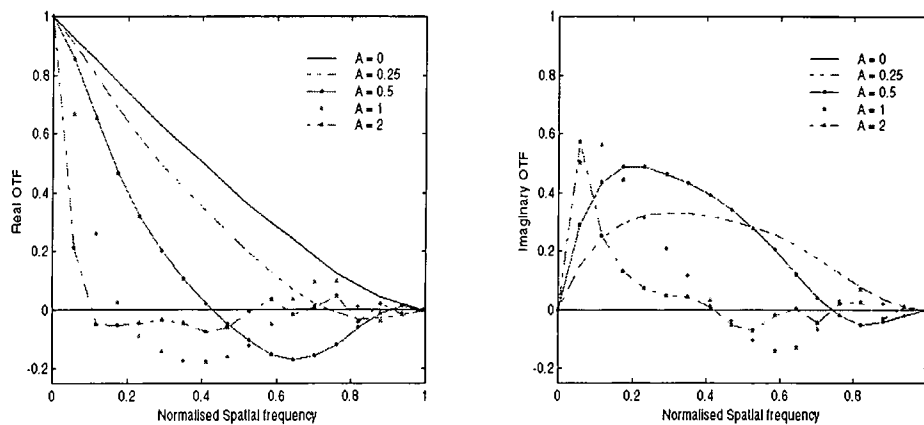 1
0.8
0.6
0.4
0.2
0
-0.2
Real OTF
A = 0
A = 0.25
A = 0.5
A = 1
A = 2
0
0.2
0.4
0.6
0.8
1
Normalised Spatial frequency
1
0.8
0.6
0.4
0.2
0
-0.2
Imaginary OTF
A = 0
A = 0.25
A = 0.5
A = 1
A = 2
0
0.2
0.4
0.6
0.8
Normalised Spatial frequency